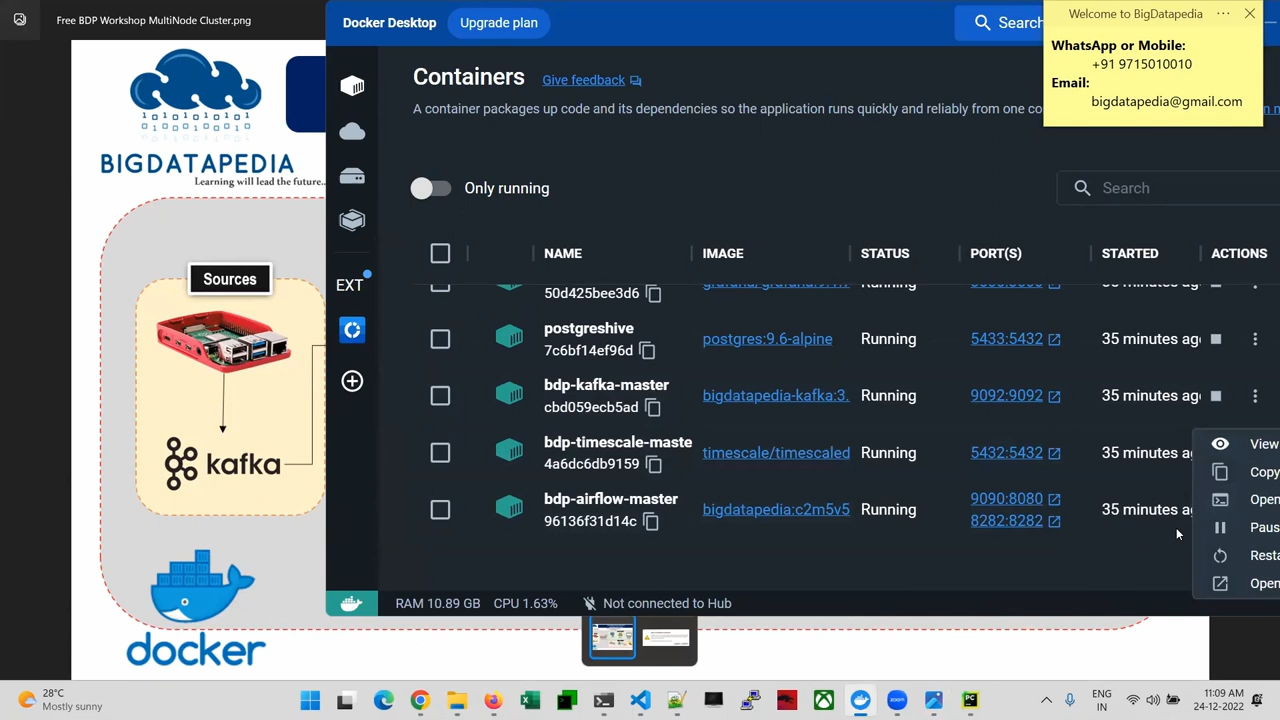 Free BDP Workshop MultiNode Cluster.png
Docker Desktop
Upgrade plan
Search
Welcome to BigDatapedia
WhatsApp or Mobile:
+91 9715010010
Email:
bigdatapedia@gmail.com
BIGDATAPEDIA
Learning will lead the future..
Sources
kafka
docker
EXT
Containers
Give feedback
A container packages up code and its dependencies so the application runs quickly and reliably from one co
Only running
Search
NAME IMAGE STATUS PORT(S) STARTED ACTIONS
50d425bee3d6
postgreshive
7c6bf14ef96d
postgres:9.6-alpine
Running
5433:5432
35 minutes ag
bdp-kafka-master
cbd059ecb5ad
bigdatapedia-kafka:3.
Running
9092:9092
35 minutes ag
bdp-timescale-maste
4a6dc6db9159
timescale/timescaled
Running
5432:5432
35 minutes a
bdp-airflow-master
96136f31d14c
bigdatapedia:c2m5v5
Running
9090:8080
8282:8282
35 minutes a
View
Copy
Open
Paus
Resta
Open
RAM 10.89 GB CPU 1.63% Not connected to Hub
28°C
Mostly sunny
ENG
IN
11:09 AM
24-12-2022